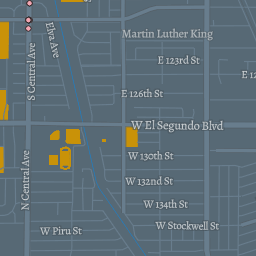 Elva Ave
S Central Ave
Martin Luther King
E 123rd St
E 126th St
W El Segundo Blvd
N Central Ave
W 130th St
W 132nd St
W 134th St
W Stockwell St
W Piru St